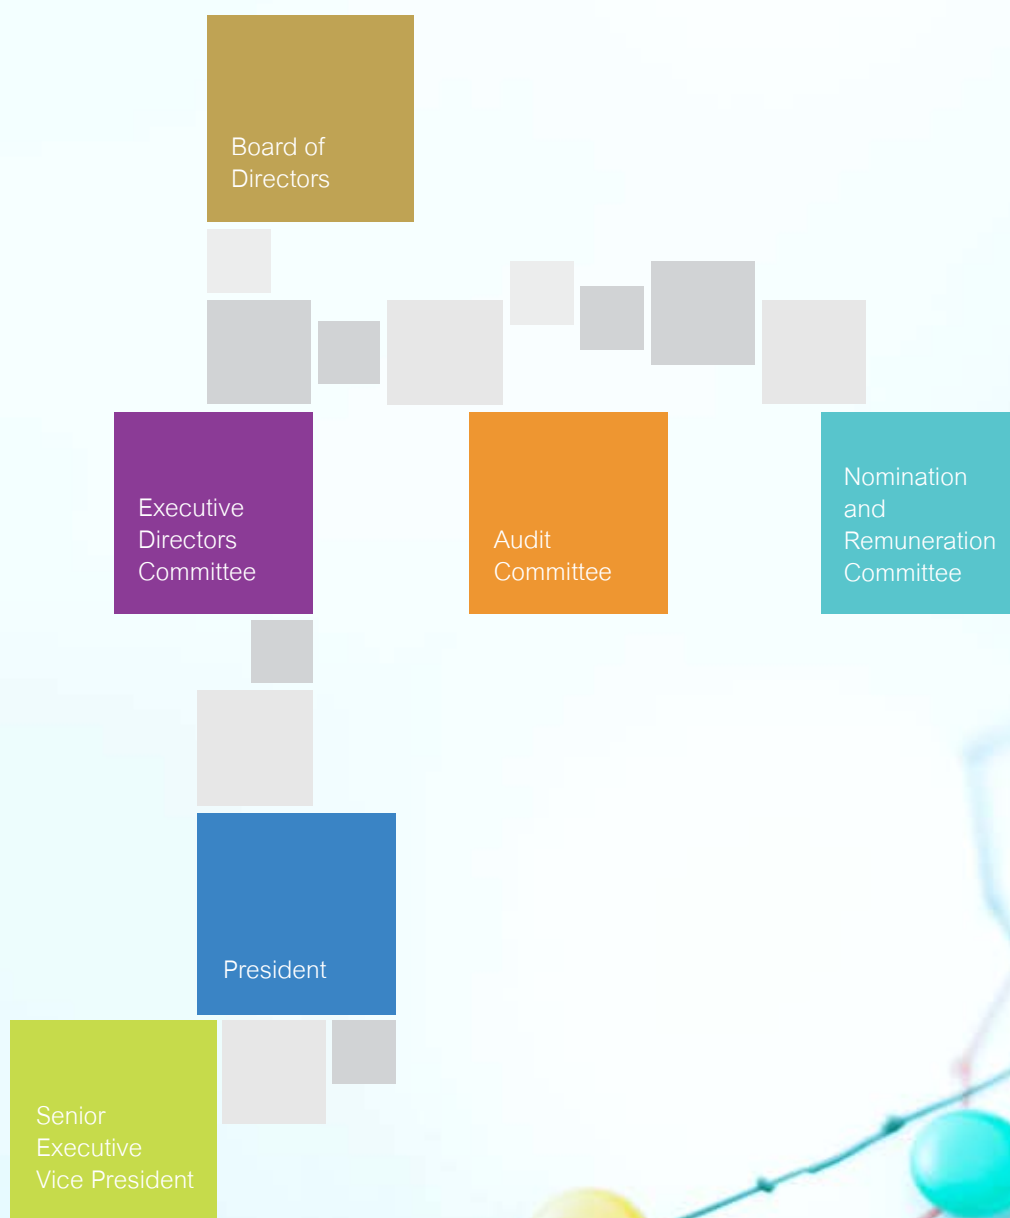 Board of
Directors
Executive
Directors
Committee
Audit
Committee
Nomination
and
Remuneration
Committee
President
Senior
Executive
Vice President